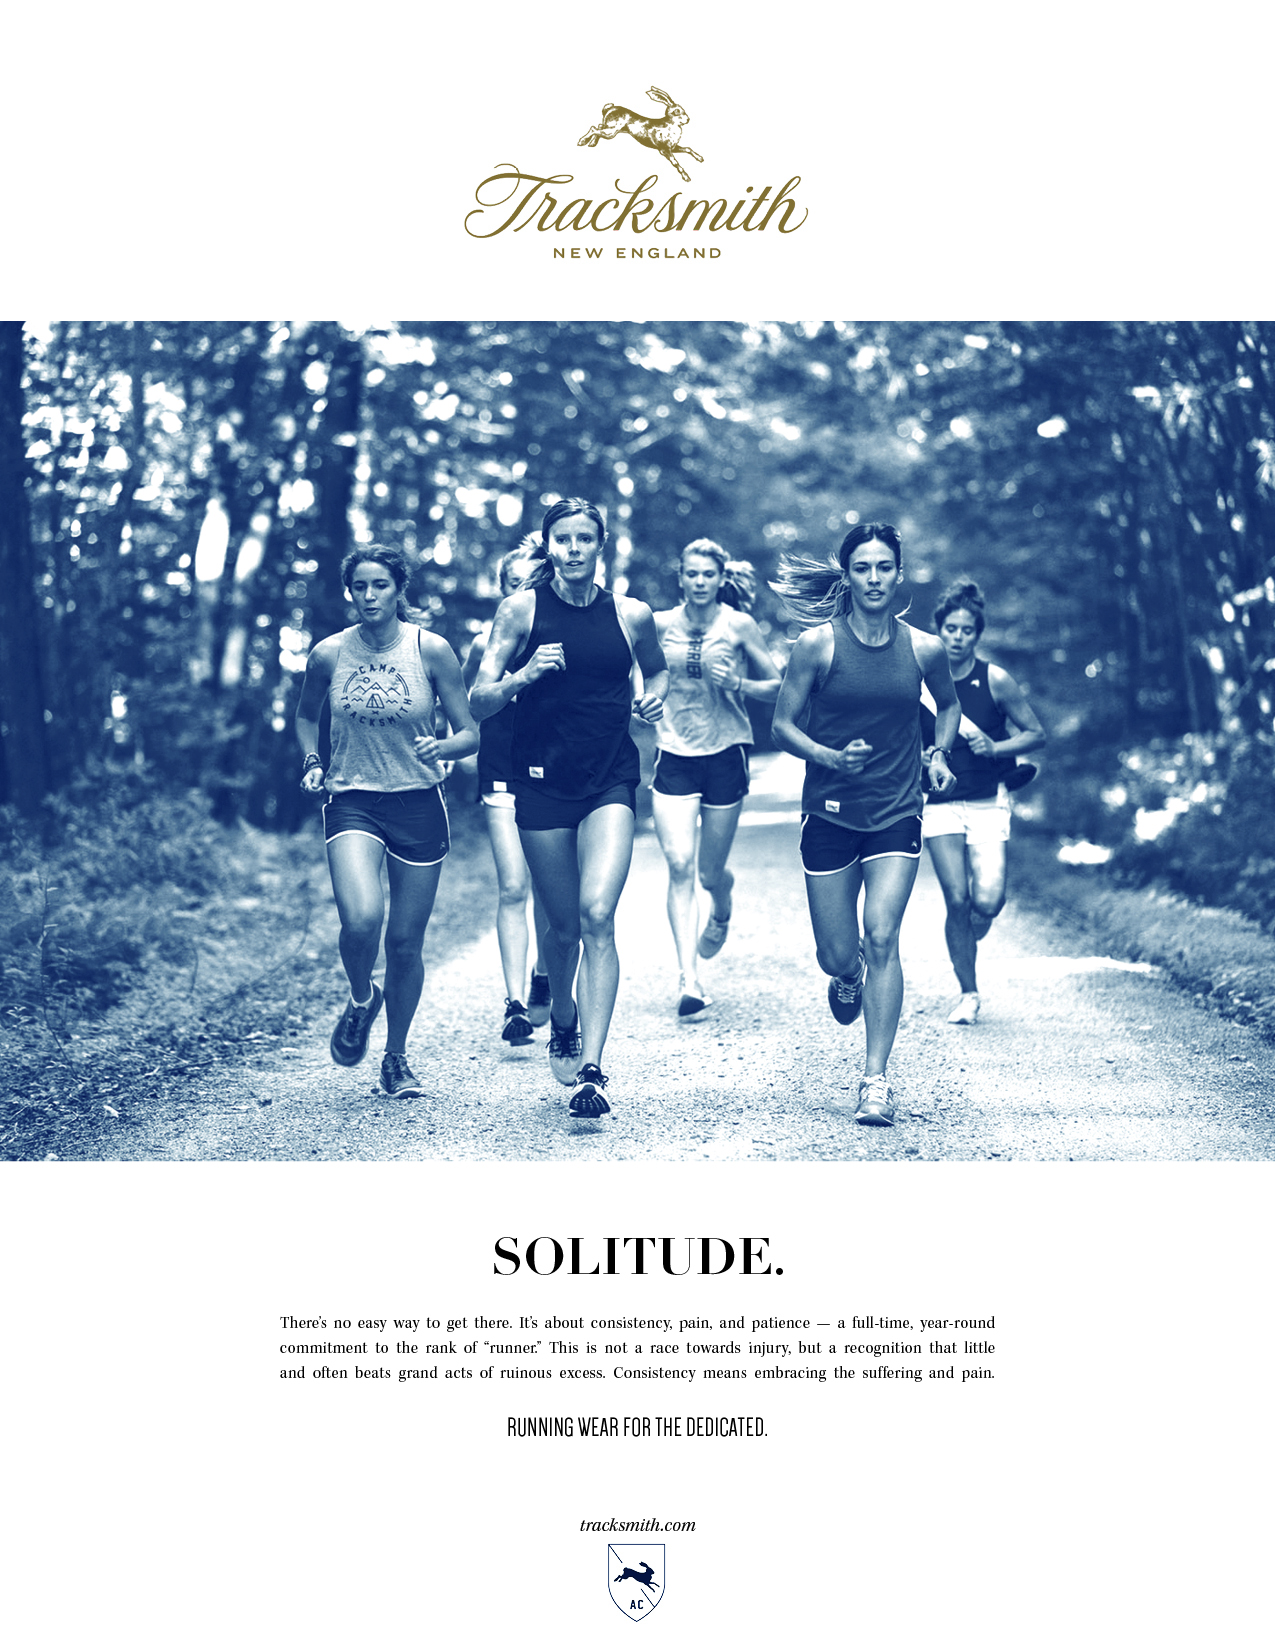 Tracksmith
NEW ENGLAND
CAMP
TRACKSMITH
SOLITUDE.
There's no easy way to get there. It's about consistency, pain, and patience — a full-time, year-round
commitment to the rank of “runner.” This is not a race towards injury, but a recognition that little
and often beats grand acts of ruinous excess. Consistency means embracing the suffering and pain.
RUNNING WEAR FOR THE DEDICATED.
tracksmith.com
AC